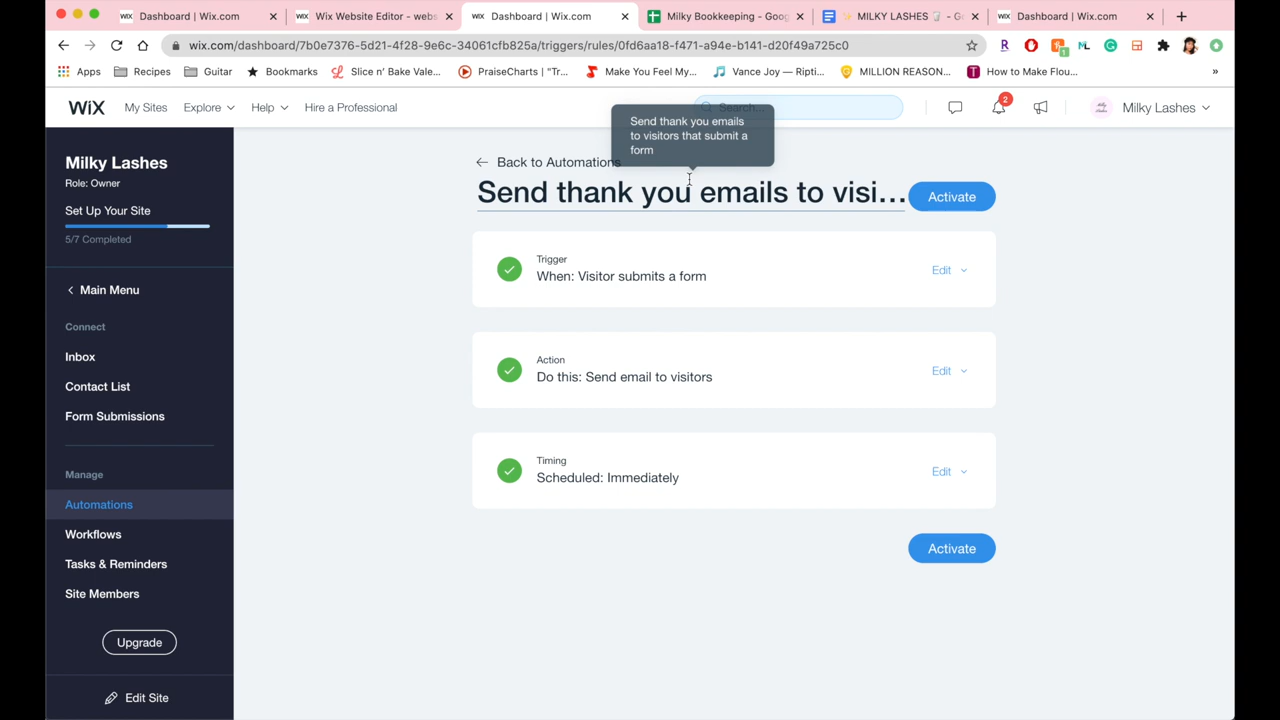 Dashboard | Wix.com
Wix Website Editor - webs
Dashboard | Wix.com
Milky Bookkeeping - Goog
✨ MILKY LASHES 🥛 - G
Dashboard | Wix.com
wix.com/dashboard/7b0e7376-5d21-4f28-9e6c-34061cfb825a/triggers/rules/0fd6aa18-f471-a94e-b141-d20f49a725c0
Apps
Recipes
Guitar
Bookmarks
Slice n' Bake Vale...
PraiseCharts | "Tr...
Make You Feel My...
Vance Joy — Ripti...
MILLION REASON...
How to Make Flou...
»
WiX
My Sites
Explore
Help
Hire a Professional
Search...
2
Milky Lashes
Send thank you emails
to visitors that submit a
form
Milky Lashes
Role: Owner
Set Up Your Site
5/7 Completed
Main Menu
Connect
Inbox
Contact List
Form Submissions
Manage
Automations
Workflows
Tasks & Reminders
Site Members
Upgrade
Edit Site
Back to Automations
Send thank you emails to visi...
Activate
Trigger
When: Visitor submits a form
Edit
Action
Do this: Send email to visitors
Edit
Timing
Scheduled: Immediately
Edit
Activate